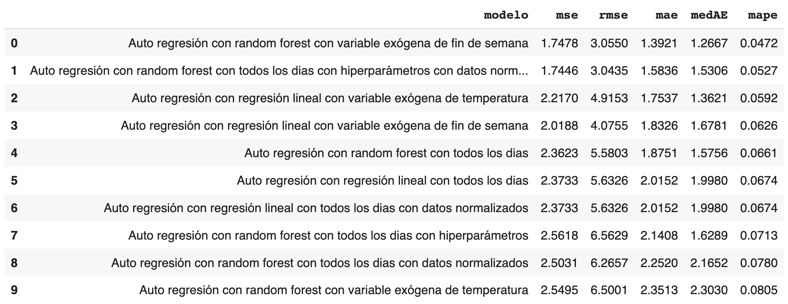 modelo mse rmse mae medAE mape
0 Auto regresión con random forest con variable exógena de fin de semana 1.7478 3.0550 1.3921 1.2667 0.0472
1 Auto regresión con random forest con todos los dias con hiperparámetros con datos norm... 1.7446 3.0435 1.5836 1.5306 0.0527
2 Auto regresión con regresión lineal con variable exógena de temperatura 2.2170 4.9153 1.7537 1.3621 0.0592
3 Auto regresión con regresión lineal con variable exógena de fin de semana 2.0188 4.0755 1.8326 1.6781 0.0626
4 Auto regresión con random forest con todos los dias 2.3623 5.5803 1.8751 1.5756 0.0661
5 Auto regresión con regresión lineal con todos los dias 2.3733 5.6326 2.0152 1.9980 0.0674
6 Auto regresión con regresión lineal con todos los dias con datos normalizados 2.3733 5.6326 2.0152 1.9980 0.0674
7 Auto regresión con random forest con todos los dias con hiperparámetros 2.5618 6.5629 2.1408 1.6289 0.0713
8 Auto regresión con random forest con todos los dias con datos normalizados 2.5031 6.2657 2.2520 2.1652 0.0780
9 Auto regresión con random forest con variable exógena de temperatura 2.5495 6.5001 2.3513 2.3030 0.0805